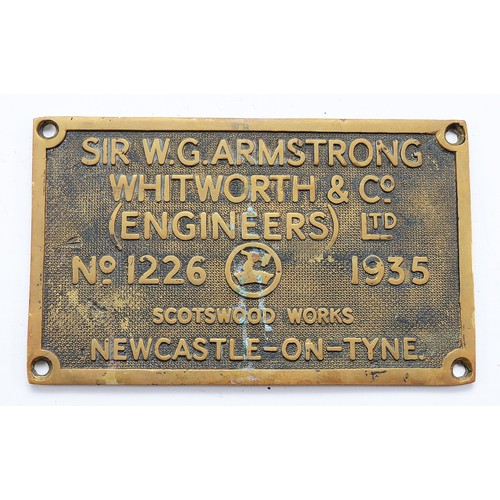 SIR W.G. ARMSTRONG
WHITWORTH & Cº
(ENGINEERS) LTD
Nº 1226 1935
SCOTSWOOD WORKS
NEWCASTLE-ON-TYNE.